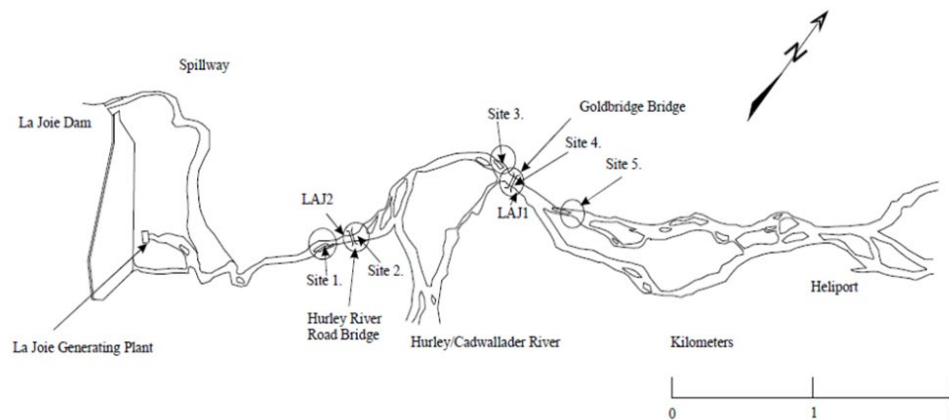 N
Spillway
Goldbridge Bridge
Site 3.
La Joie Dam
Site 4.
Site 5.
LAJ2
LAJ1
Site 1.
Site 2.
Heliport
Hurley River
Road Bridge
La Joie Generating Plant
Hurley/Cadwallader River
Kilometers
0
1